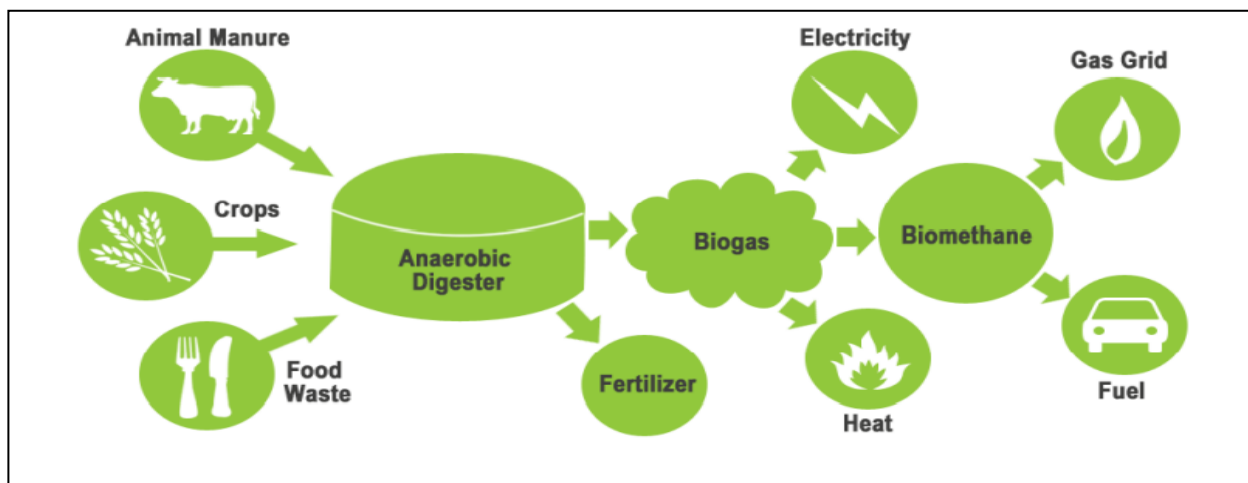 Animal Manure
Electricity
Gas Grid
Crops
Anaerobic
Digester
Biogas
Biomethane
Food
Waste
Fertilizer
Heat
Fuel